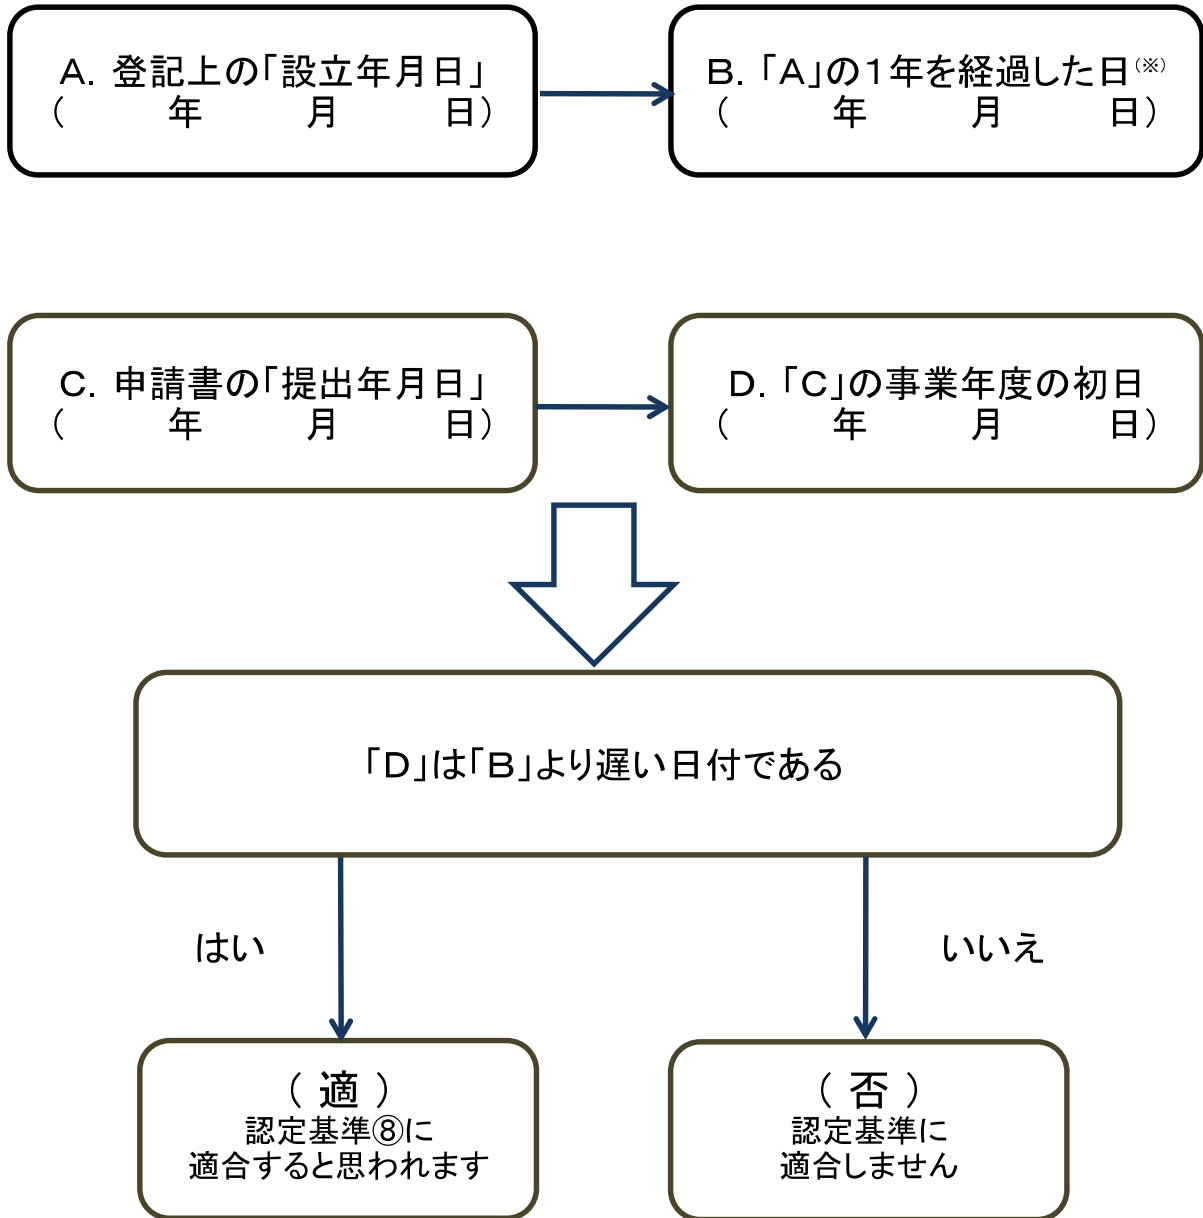 A. 登記上の「設立年月日」
(　　　年　　　月　　　日)
B. 「A」の1年を経過した日(※)
(　　　年　　　月　　　日)
C. 申請書の「提出年月日」
(　　　年　　　月　　　日)
D. 「C」の事業年度の初日
(　　　年　　　月　　　日)
「D」は「B」より遅い日付である
はい
いいえ
( 適 )
認定基準⑧に
適合すると思われます
( 否 )
認定基準に
適合しません